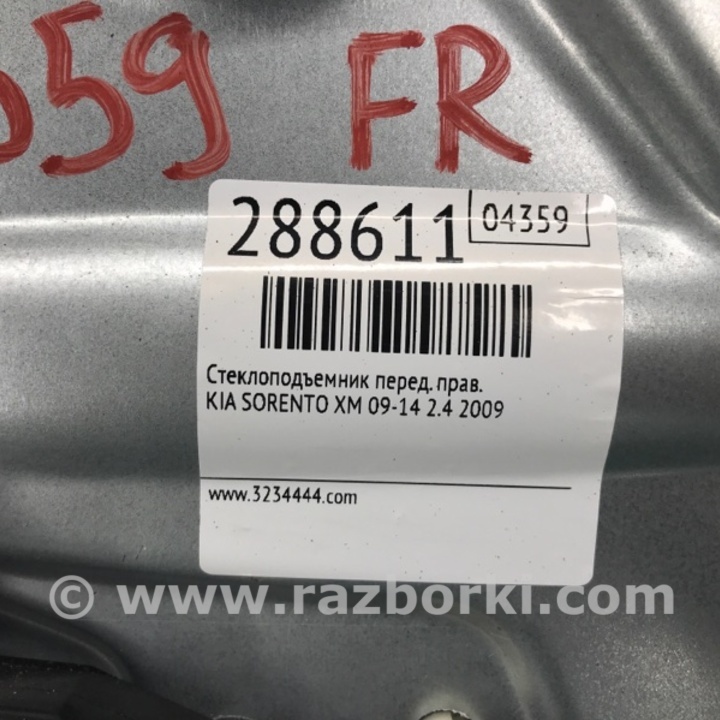 059 FR
288611
04359
Стеклоподъемник перед. прав.
KIA SORENTO XM 09-14 2.4 2009
www.3234444.com
© www.razborki.com